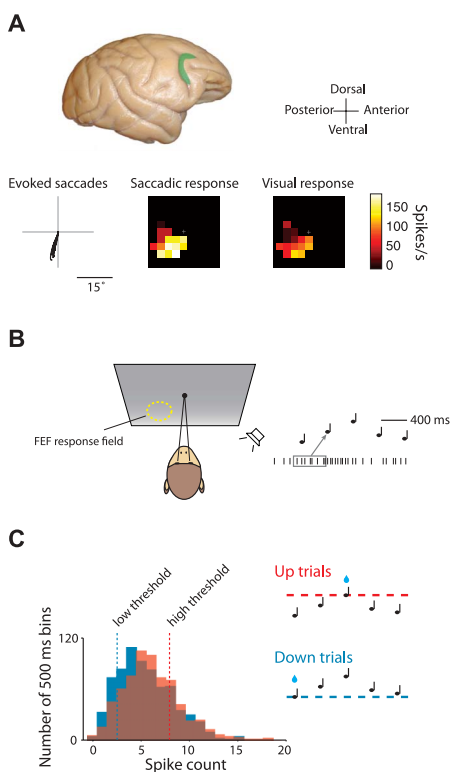 A
Dorsal
Posterior Anterior
Ventral
Evoked saccades Saccadic response Visual response
15°
150
100
50
0
Spikes/s
B
FEF response field
400 ms
C
low threshold
high threshold
Number of 500 ms bins
120
0
0 5 10 15 20
Spike count
Up trials
Down trials